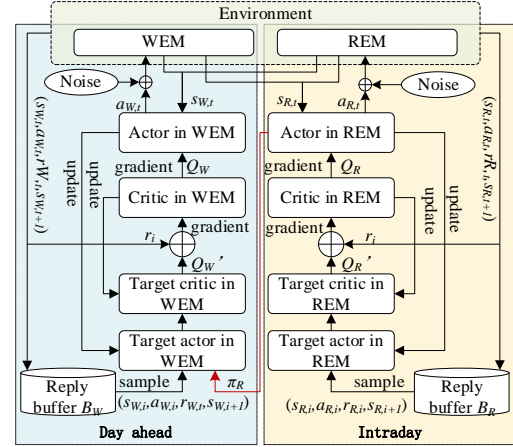 Environment
WEM
REM
Noise
a_{W,t}
s_{W,t}
s_{R,t}
a_{R,t}
Noise
(s_{W,t},a_{W,t},r_{W,t},s_{W,t+1})
update
update
Actor in WEM
gradient
Q_W
Critic in WEM
gradient
r_i
Q_W'
Target critic in
WEM
Target actor in
WEM
Reply
buffer B_W
sample
(s_{W,i},a_{W,i},r_{W,t},s_{W,i+1})
π_R
Day ahead
Actor in REM
gradient
Q_R
Critic in REM
gradient
r_i
Q_R'
Target critic in
REM
Target actor in
REM
update
update
(s_{R,t},a_{R,t},r_{R,t},s_{R,t+1})
sample
Reply
buffer B_R
(s_{R,i},a_{R,i},r_{R,i},s_{R,i+1})
Intraday